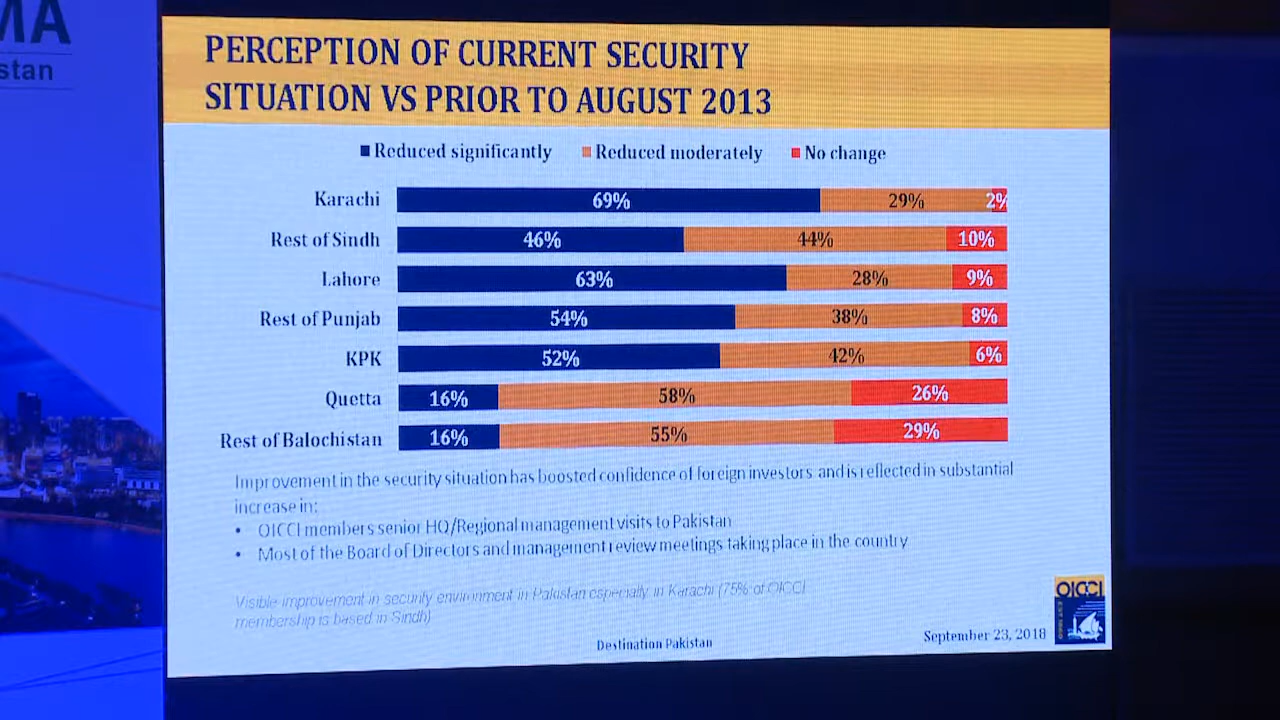 MA
stan
PERCEPTION OF CURRENT SECURITY
SITUATION VS PRIOR TO AUGUST 2013
Reduced significantly Reduced moderately No change
Karachi 69% 29% 2%
Rest of Sindh 46% 44% 10%
Lahore 63% 28% 9%
Rest of Punjab 54% 38% 8%
KPK 52% 42% 6%
Quetta 16% 58% 26%
Rest of Balochistan 16% 55% 29%
Improvement in the security situation has boosted confidence of foreign investors and is reflected in substantial
increase in:
• OICCI members senior HQ/Regional management visits to Pakistan
• Most of the Board of Directors and management review meetings taking place in the country
Visible improvement in security environment in Pakistan especially in Karachi (75% of OICCI
membership is based in Sindh)
Destination Pakistan
September 23, 2018
OICCI
EST 1860